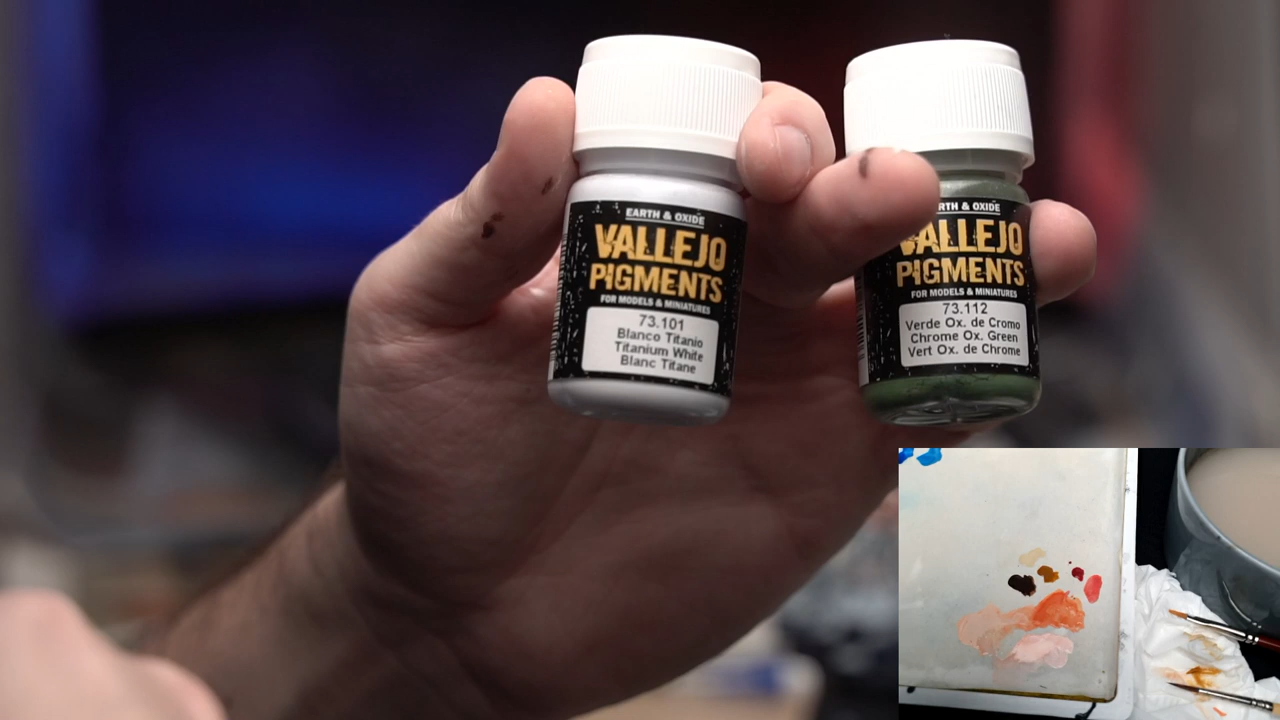 EARTH & OXIDE
VALLEJO
PIGMENTS
FOR MODELS & MINIATURES
73.101
Blanco Titanio
Titanium White
Blanc Titane
RTH & OXIDE
VALLEJO
PIGMENTS
FOR MODELS & MINIATURES
73.112
Verde Ox. de Cromo
Chrome Ox. Green
Vert Ox. de Chrome